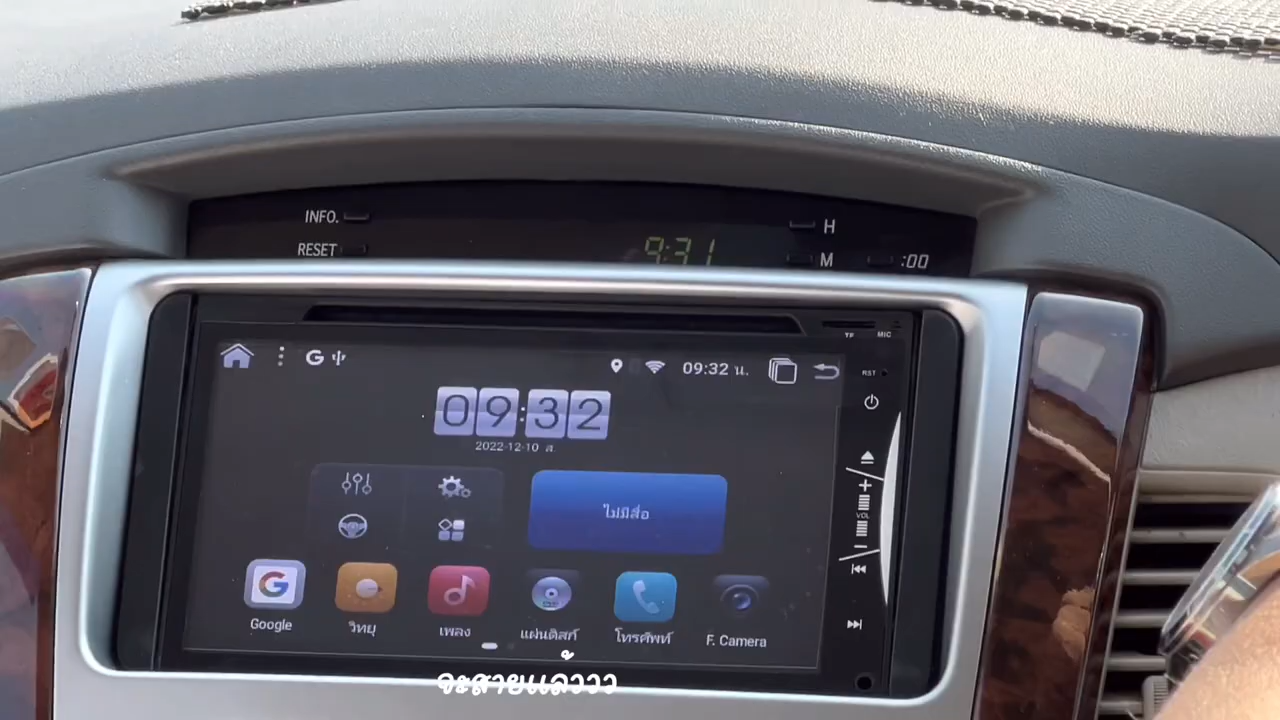 INFO.
H
RESET
9:31
M
:00
TF
MIC
09:32 น.
RST
09:32
2022-12-10 ส.
ไม่มีสื่อ
VOL
G
Google
วิทยุ
เพลง
แผ่นดิสก์
โทรศัพท์
F. Camera
จะสายแล้ววว